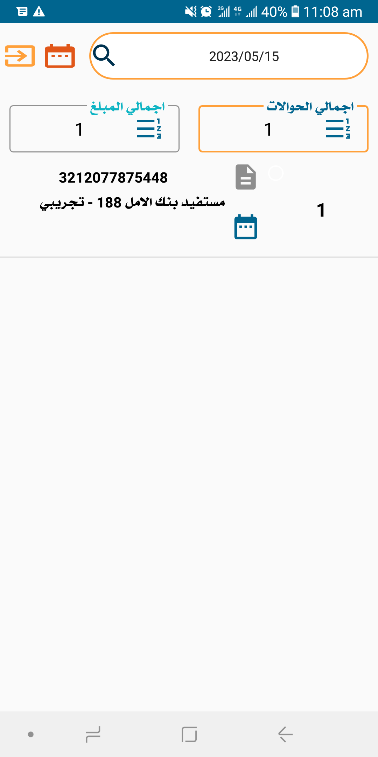 40% 11:08 am
2023/05/15
اجمالي الحوالات
1
اجمالي المبلغ
1
3212077875448
مستفيد بنك الامل 188 - تجريبي
1